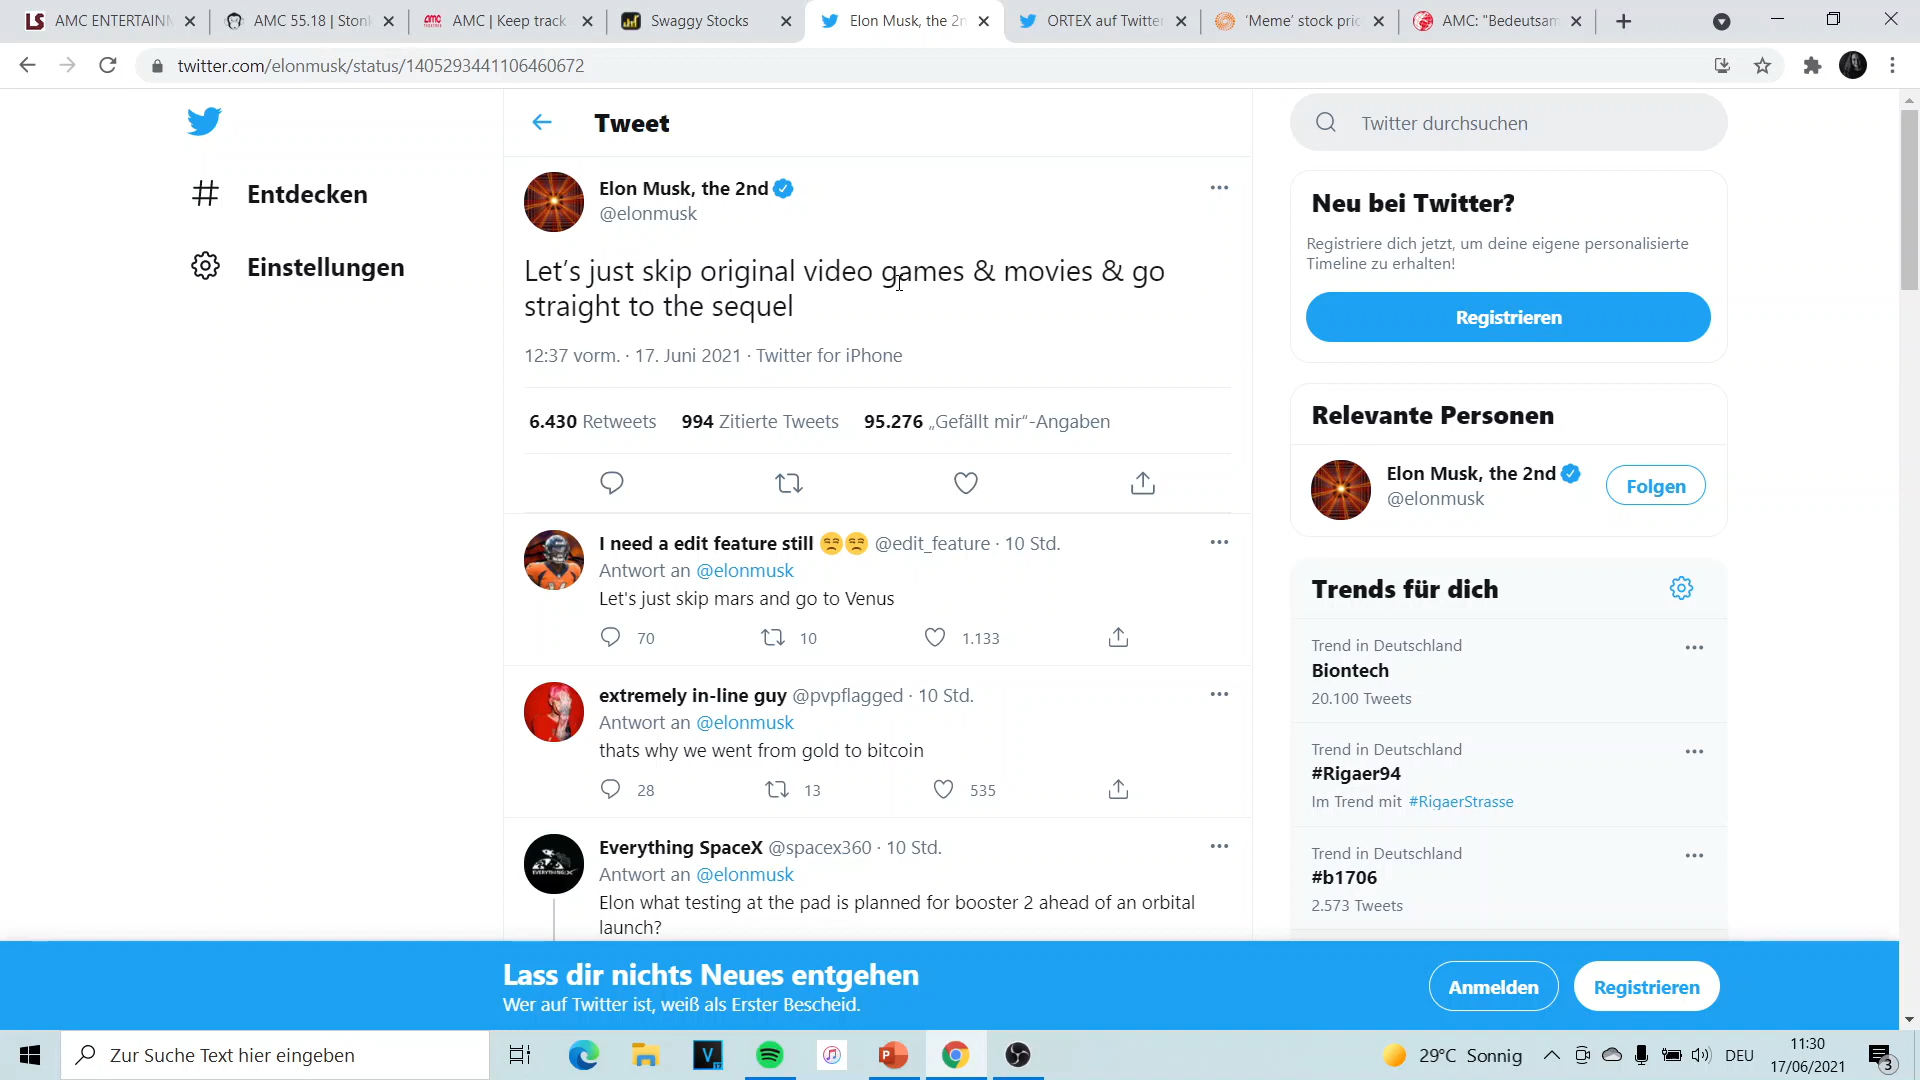 AMC ENTERTAINM
AMC 55.18 | Stonk
AMC | Keep track
Swaggy Stocks
Elon Musk, the 2n
ORTEX auf Twitter
'Meme' stock pric
AMC: "Bedeutsam
twitter.com/elonmusk/status/1405293441106460672
Entdecken
Einstellungen
Tweet
Elon Musk, the 2nd
@elonmusk
Let's just skip original video games & movies & go
straight to the sequel
12:37 vorm. · 17. Juni 2021 · Twitter for iPhone
6.430 Retweets 994 Zitierte Tweets 95.276 „Gefällt mir“-Angaben
I need a edit feature still 😒😒 @edit_feature · 10 Std.
Antwort an @elonmusk
Let's just skip mars and go to Venus
70 10 1.133
extremely in-line guy @pvpflagged · 10 Std.
Antwort an @elonmusk
thats why we went from gold to bitcoin
28 13 535
Everything SpaceX @spacex360 · 10 Std.
Antwort an @elonmusk
Elon what testing at the pad is planned for booster 2 ahead of an orbital
launch?
Twitter durchsuchen
Neu bei Twitter?
Registriere dich jetzt, um deine eigene personalisierte
Timeline zu erhalten!
Registrieren
Relevante Personen
Elon Musk, the 2nd
@elonmusk
Folgen
Trends für dich
Trend in Deutschland
Biontech
20.100 Tweets
Trend in Deutschland
#Rigaer94
Im Trend mit #RigaerStrasse
Trend in Deutschland
#b1706
2.573 Tweets
Lass dir nichts Neues entgehen
Wer auf Twitter ist, weiß als Erster Bescheid.
Anmelden
Registrieren
Zur Suche Text hier eingeben
29°C Sonnig
DEU
11:30
17/06/2021
3